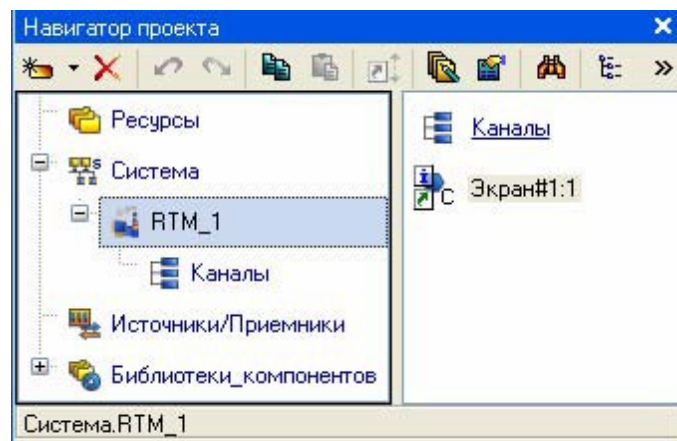 Навигатор проекта
Ресурсы
Система
RTM_1
Каналы
Источники/Приемники
Библиотеки_компонентов
Каналы
C Экран#1:1
Система.RTM_1